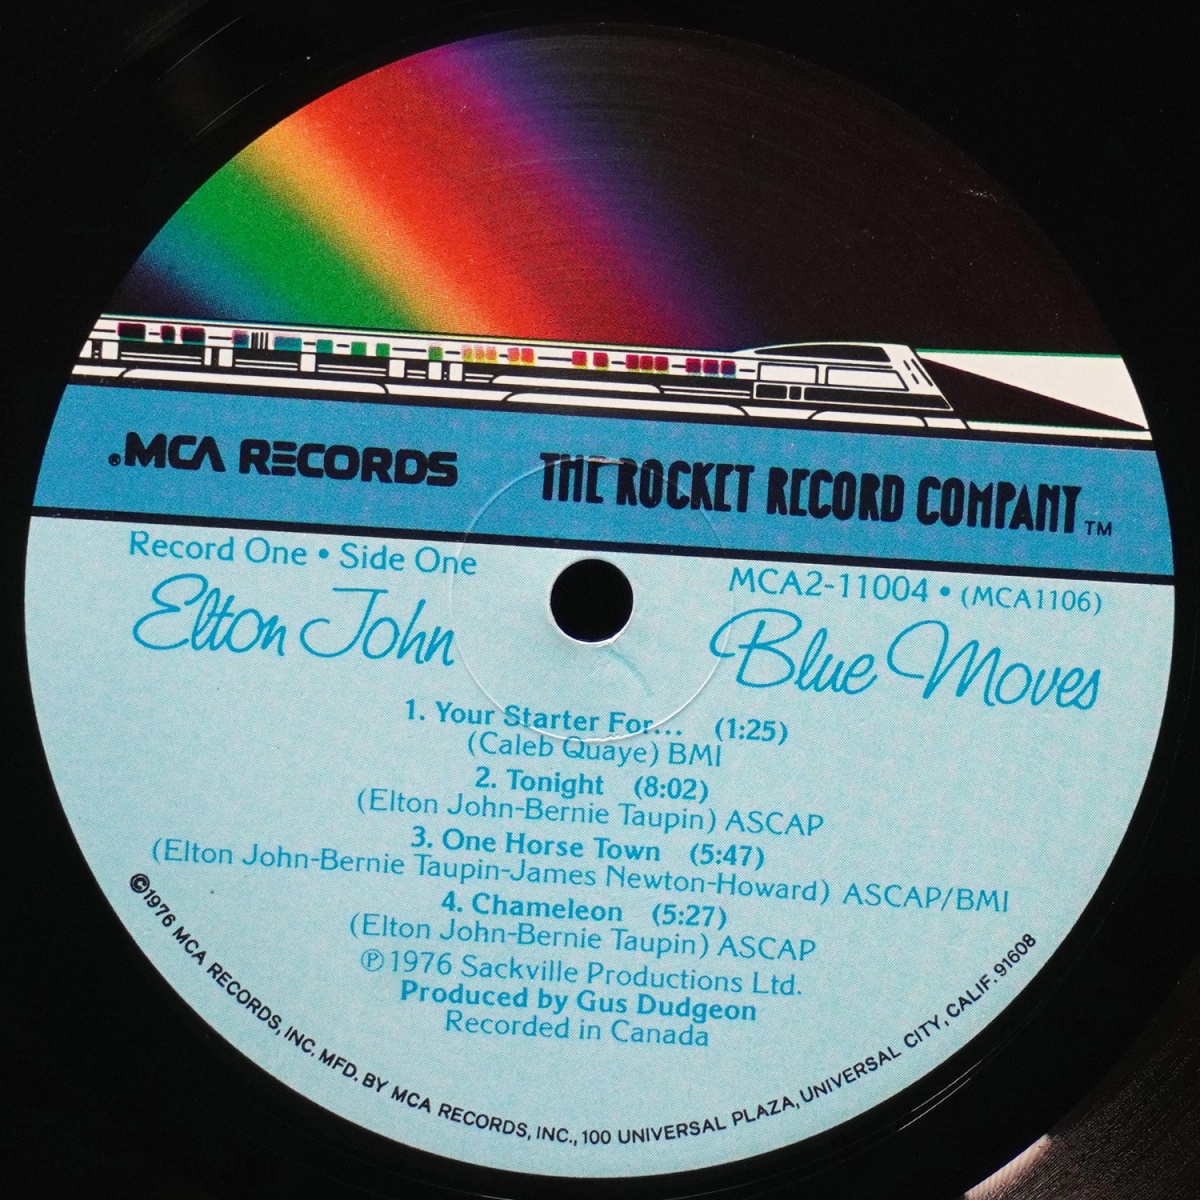 ®MCA RECORDS
THE ROCKET RECORD COMPANY™
Record One • Side One
MCA2-11004 • (MCA1106)
Elton John
Blue Moves
1. Your Starter For... (1:25)
(Caleb Quaye) BMI
2. Tonight (8:02)
(Elton John-Bernie Taupin) ASCAP
3. One Horse Town (5:47)
(Elton John-Bernie Taupin-James Newton-Howard) ASCAP/BMI
4. Chameleon (5:27)
(Elton John-Bernie Taupin) ASCAP
℗1976 Sackville Productions Ltd.
Produced by Gus Dudgeon
Recorded in Canada
©1976 MCA RECORDS, INC. MFD. BY MCA RECORDS, INC., 100 UNIVERSAL PLAZA, UNIVERSAL CITY, CALIF. 91608